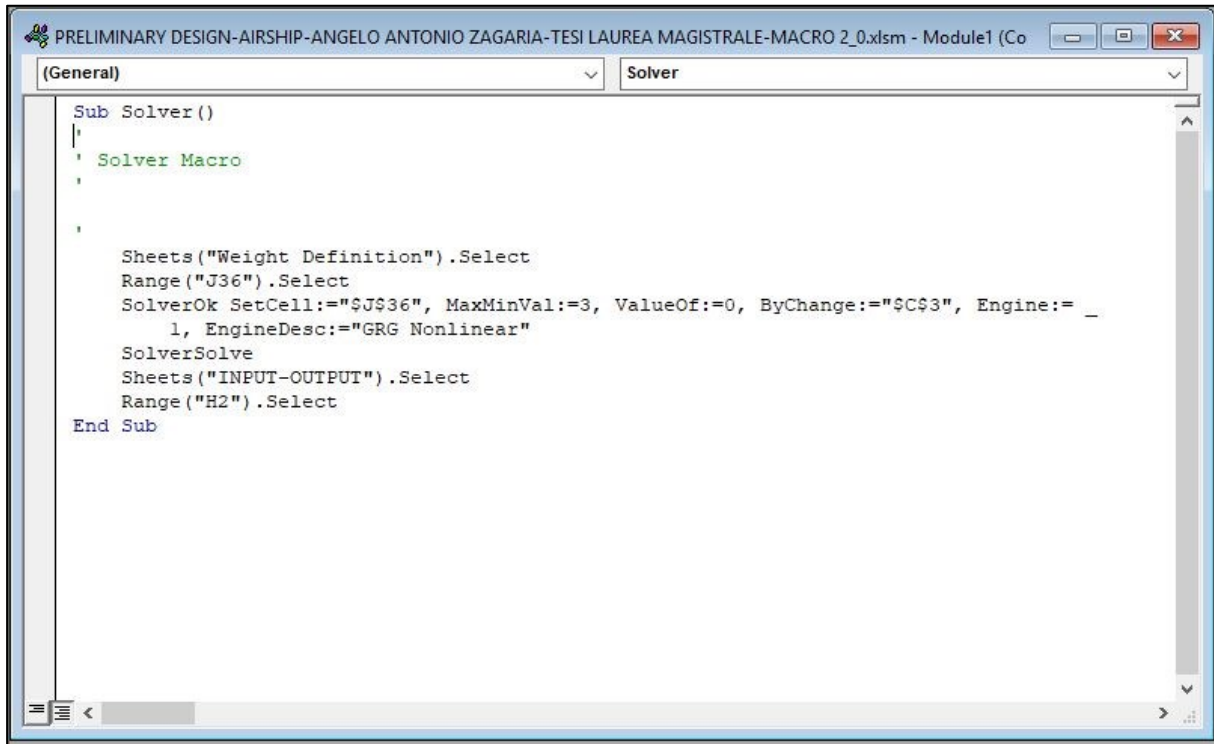 PRELIMINARY DESIGN-AIRSHIP-ANGELO ANTONIO ZAGARIA-TESI LAUREA MAGISTRALE-MACRO 2_0.xlsm - Module1 (Co
(General) Solver
Sub Solver()
'
' Solver Macro
'
'
    Sheets("Weight Definition").Select
    Range("J36").Select
    SolverOk SetCell:="$J$36", MaxMinVal:=3, ValueOf:=0, ByChange:="$C$3", Engine:= _
        1, EngineDesc:="GRG Nonlinear"
    SolverSolve
    Sheets("INPUT-OUTPUT").Select
    Range("H2").Select
End Sub